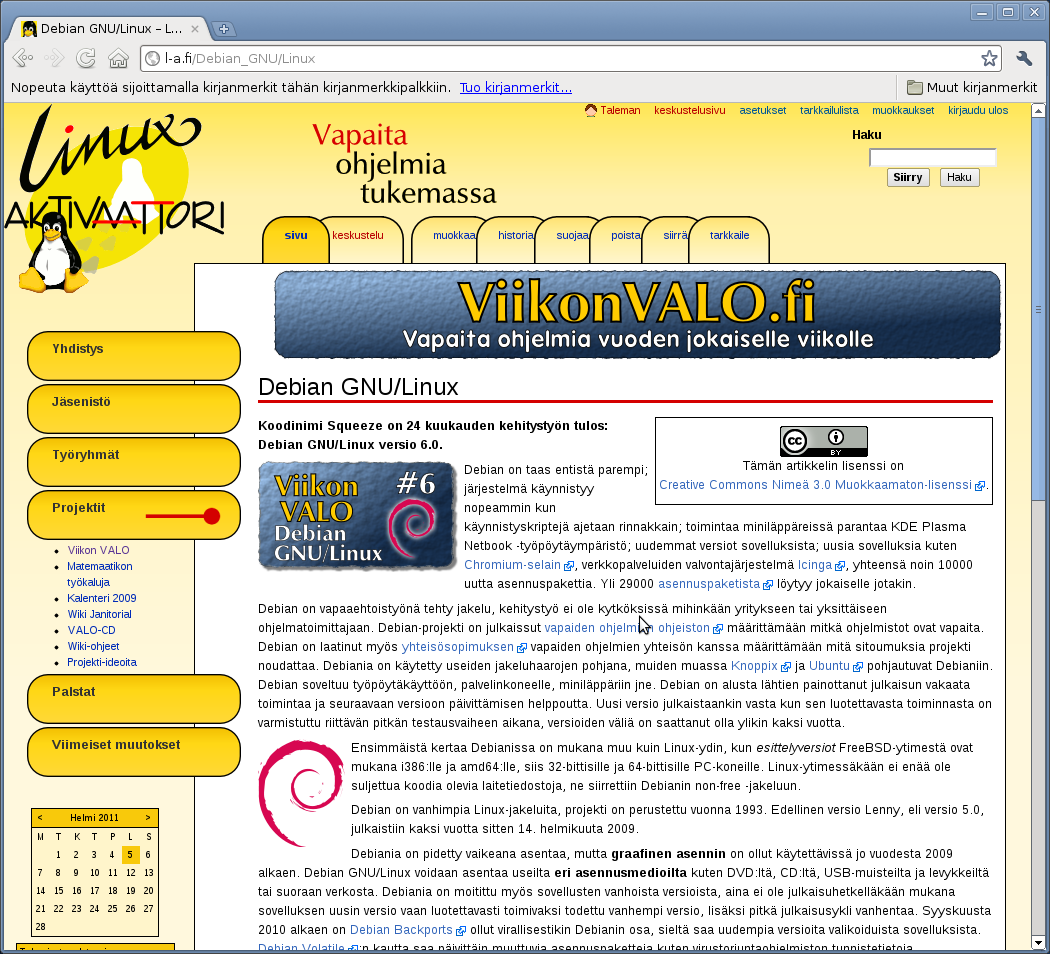 Debian GNU/Linux – L...
l-a.fi/Debian_GNU/Linux
Nopeuta käyttöä sijoittamalla kirjanmerkit tähän kirjanmerkkipalkkiin. Tuo kirjanmerkit...
Muut kirjanmerkit
Taleman keskustelusivu asetukset tarkkailulista muokkaukset kirjaudu ulos
Linux
AKTIVAATTORI
Vapaita
ohjelmia
tukemassa
Haku
Siirry Haku
sivu keskustelu muokkaa historia suojaa poista siirrä tarkkaile
ViikonVALO.fi
Vapaita ohjelmia vuoden jokaiselle viikolle
Yhdistys
Jäsenistö
Työryhmät
Projektit
Viikon VALO
Matemaatikon
työkaluja
Kalenteri 2009
Wiki Janitorial
VALO-CD
Wiki-ohjeet
Projekti-ideoita
Palstat
Viimeiset muutokset
< Helmi 2011 >
M T K T P L S
1 2 3 4 5 6
7 8 9 10 11 12 13
14 15 16 17 18 19 20
21 22 23 24 25 26 27
28
Debian GNU/Linux
Koodinimi Squeeze on 24 kuukauden kehitystyön tulos:
Debian GNU/Linux versio 6.0.
cc BY
Tämän artikkelin lisenssi on
Creative Commons Nimeä 3.0 Muokkaamaton-lisenssi.
Viikon #6
VALO
Debian
GNU/Linux
Debian on taas entistä parempi;
järjestelmä käynnistyy
nopeammin kun
käynnistyskriptejä ajetaan rinnakkain; toimintaa miniläppäreissä parantaa KDE Plasma
Netbook -työpöytäympäristö; uudemmat versiot sovelluksista; uusia sovelluksia kuten
Chromium-selain, verkkopalveluiden valvontajärjestelmä Icinga, yhteensä noin 10000
uutta asennuspakettia. Yli 29000 asennuspaketista löytyy jokaiselle jotakin.
Debian on vapaaehtoistyönä tehty jakelu, kehitystyö ei ole kytköksissä mihinkään yritykseen tai yksittäiseen
ohjelmatoimittajaan. Debian-projekti on julkaissut vapaiden ohjelmien ohjeiston määrittämään mitkä ohjelmistot ovat vapaita.
Debian on laatinut myös yhteisösopimuksen vapaiden ohjelmien yhteisön kanssa määrittämään mitä sitoumuksia projekti
noudattaa. Debiania on käytetty useiden jakeluhaarojen pohjana, muiden muassa Knoppix ja Ubuntu pohjautuvat Debianiin.
Debian soveltuu työpöytäkäyttöön, palvelinkoneelle, miniläppäriin jne. Debian on alusta lähtien painottanut julkaisun vakaata
toimintaa ja seuraavaan versioon päivittämisen helppoutta. Uusi versio julkaistaankin vasta kun sen luotettavasta toiminnasta on
varmistuttu riittävän pitkän testausvaiheen aikana, versioiden väliä on saattanut olla ylikin kaksi vuotta.
Ensimmäistä kertaa Debianissa on mukana muu kuin Linux-ydin, kun esittelyversiot FreeBSD-ytimestä ovat
mukana i386:lle ja amd64:lle, siis 32-bittisille ja 64-bittisille PC-koneille. Linux-ytimessäkään ei enää ole
suljettua koodia olevia laitetiedostoja, ne siirrettiin Debianin non-free -jakeluun.
Debian on vanhimpia Linux-jakeluita, projekti on perustettu vuonna 1993. Edellinen versio Lenny, eli versio 5.0,
julkaistiin kaksi vuotta sitten 14. helmikuuta 2009.
Debiania on pidetty vaikeana asentaa, mutta graafinen asennin on ollut käytettävissä jo vuodesta 2009
alkaen. Debian GNU/Linux voidaan asentaa useilta eri asennusmedioilta kuten DVD:ltä, CD:ltä, USB-muisteilta ja levykkeiltä
tai suoraan verkosta. Debiania on moitittu myös sovellusten vanhoista versioista, aina ei ole julkaisuhetkelläkään mukana
sovelluksen uusin versio vaan luotettavasti toimivaksi todettu vanhempi versio, lisäksi pitkä julkaisusykli vanhentaa. Syyskuusta
2010 alkaen on Debian Backports ollut virallisestikin Debianin osa, sieltä saa uudempia versioita valikoiduista sovelluksista.
Debian Volatile:n kautta saa päivittäin muuttuvia asennuspaketteja kuten virustorjuntaohjelmiston tunnistetietoja